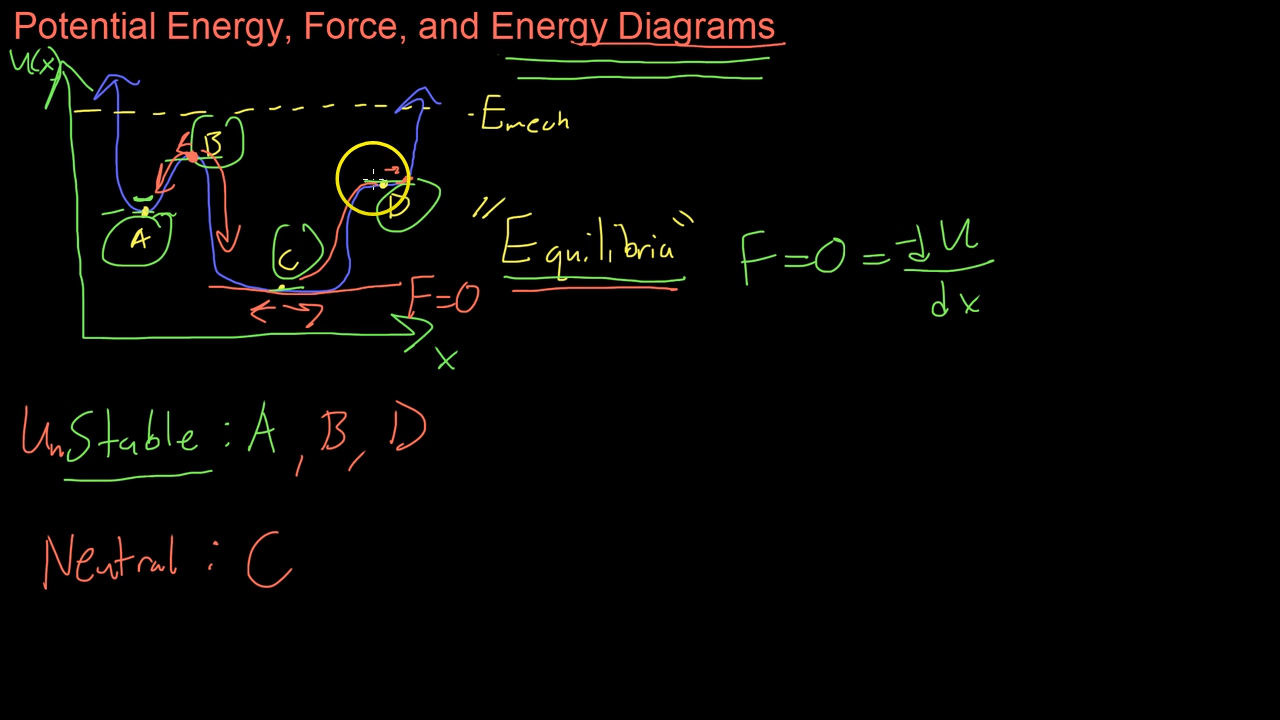 Potential Energy, Force, and Energy Diagrams
U(x)
Emech
B
A
D
C
"Equilibria"
F=0=-dU/dx
F=0
x
UnStable: A, B, D
Neutral: C